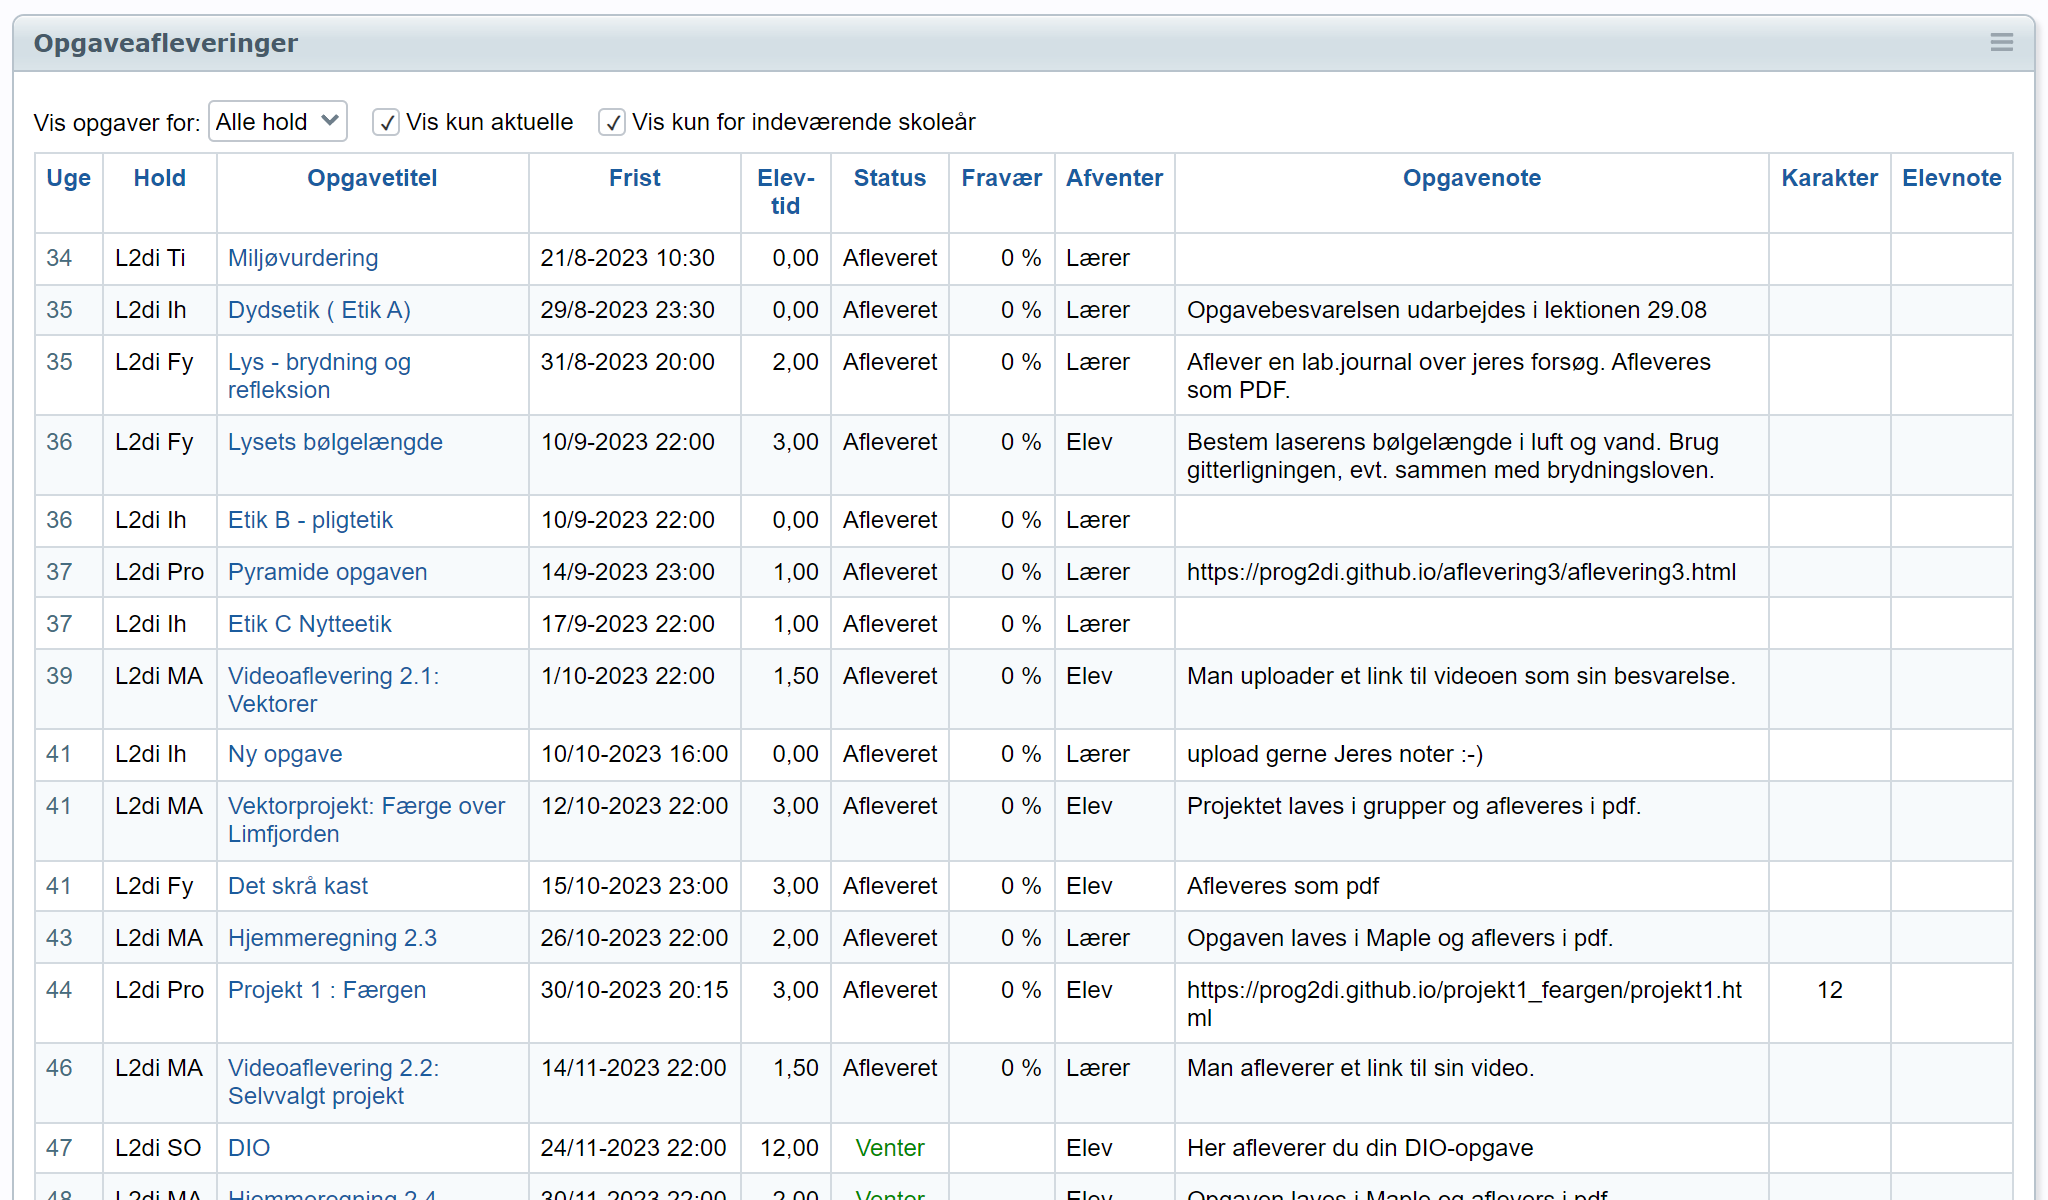 Opgaveafleveringer
Vis opgaver for: Alle hold Vis kun aktuelle Vis kun for indeværende skoleår
Uge Hold Opgavetitel Frist Elev- Status Fravær Afventer Opgavenote Karakter Elevnote
tid
34 L2di Ti Miljøvurdering 21/8-2023 10:30 0,00 Afleveret 0 % Lærer
35 L2di Ih Dydsetik ( Etik A) 29/8-2023 23:30 0,00 Afleveret 0 % Lærer Opgavebesvarelsen udarbejdes i lektionen 29.08
35 L2di Fy Lys - brydning og 31/8-2023 20:00 2,00 Afleveret 0 % Lærer Aflever en lab.journal over jeres forsøg. Afleveres
refleksion som PDF.
36 L2di Fy Lysets bølgelængde 10/9-2023 22:00 3,00 Afleveret 0 % Elev Bestem laserens bølgelængde i luft og vand. Brug
gitterligningen, evt. sammen med brydningsloven.
36 L2di Ih Etik B - pligtetik 10/9-2023 22:00 0,00 Afleveret 0 % Lærer
37 L2di Pro Pyramide opgaven 14/9-2023 23:00 1,00 Afleveret 0 % Lærer https://prog2di.github.io/aflevering3/aflevering3.html
37 L2di Ih Etik C Nytteetik 17/9-2023 22:00 1,00 Afleveret 0 % Lærer
39 L2di MA Videoaflevering 2.1: 1/10-2023 22:00 1,50 Afleveret 0 % Elev Man uploader et link til videoen som sin besvarelse.
Vektorer
41 L2di Ih Ny opgave 10/10-2023 16:00 0,00 Afleveret 0 % Lærer upload gerne Jeres noter :-)
41 L2di MA Vektorprojekt: Færge over 12/10-2023 22:00 3,00 Afleveret 0 % Elev Projektet laves i grupper og afleveres i pdf.
Limfjorden
41 L2di Fy Det skrå kast 15/10-2023 23:00 3,00 Afleveret 0 % Elev Afleveres som pdf
43 L2di MA Hjemmeregning 2.3 26/10-2023 22:00 2,00 Afleveret 0 % Lærer Opgaven laves i Maple og aflevers i pdf.
44 L2di Pro Projekt 1 : Færgen 30/10-2023 20:15 3,00 Afleveret 0 % Elev https://prog2di.github.io/projekt1_feargen/projekt1.ht 12
ml
46 L2di MA Videoaflevering 2.2: 14/11-2023 22:00 1,50 Afleveret 0 % Lærer Man afleverer et link til sin video.
Selvvalgt projekt
47 L2di SO DIO 24/11-2023 22:00 12,00 Venter Elev Her afleverer du din DIO-opgave
48 L2di MA Hjemmeregning 2.4 30/11-2023 22:00 2,00 Venter Elev Opgaven laves i Maple og aflevers i pdf.